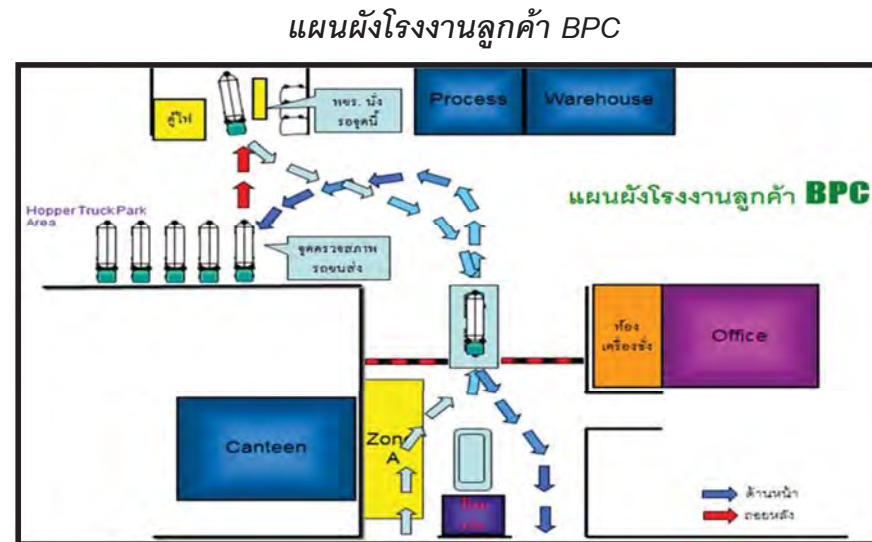 แผนผังโรงงานลูกค้า BPC
ตู้ไฟ
พขร. นั่ง
รอจุดนี้
Process
Warehouse
แผนผังโรงงานลูกค้า BPC
Hopper Truck Park
Area
จุดตรวจสภาพ
รถขนส่ง
ห้อง
เครื่องชั่ง
Office
Canteen
Zon
A
ด้านหน้า
ถอยหลัง